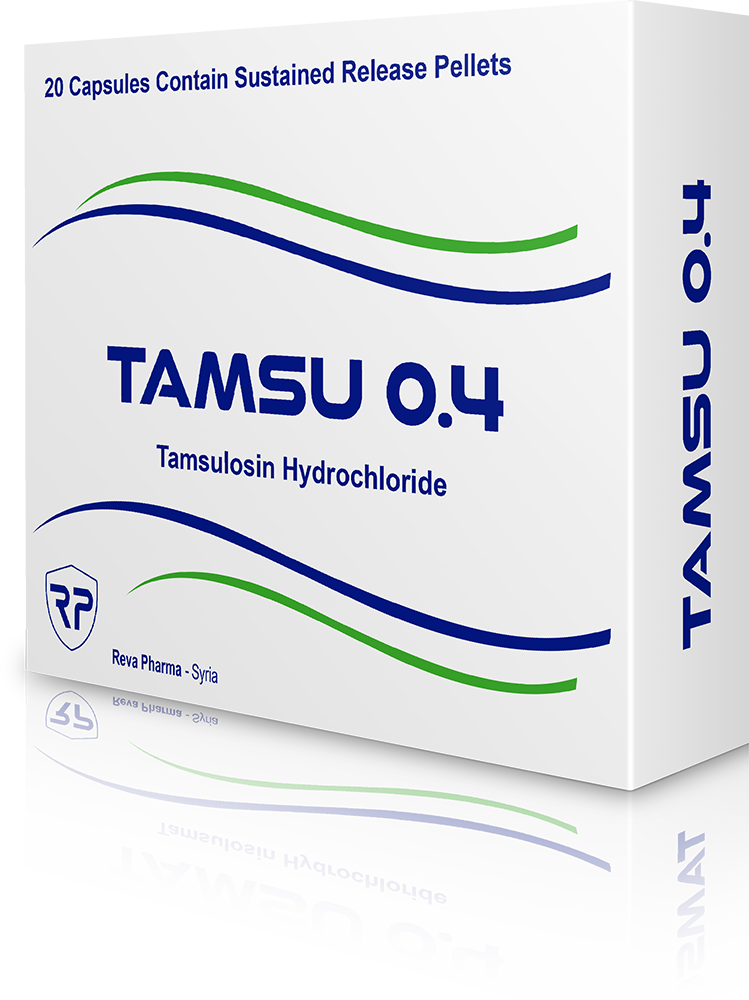 20 Capsules Contain Sustained Release Pellets
TAMSU 0.4
Tamsulosin Hydrochloride
RP
Reva Pharma - Syria
TAMSU 0.4